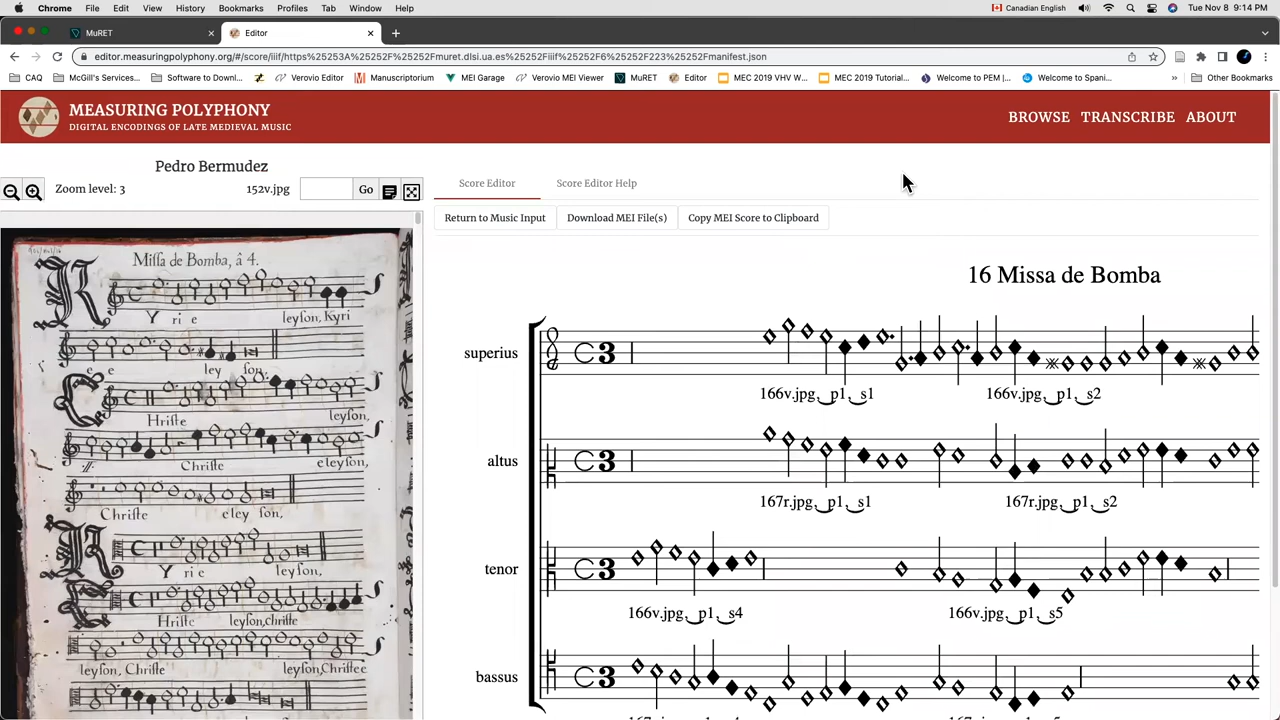 Chrome File Edit View History Bookmarks Profiles Tab Window Help Canadian English Tue Nov 8 9:14 PM
MuRET × Editor × +
editor.measuringpolyphony.org/#/score/iiif/https%25253A%25252F%25252Fmuret.dlsi.ua.es%25252Fiiif%25252F6%25252F223%25252Fmanifest.json
CAQ McGill's Services... Software to Downl... Verovio Editor Manuscriptorium MEI Garage Verovio MEI Viewer MuRET Editor MEC 2019 VHV W... MEC 2019 Tutorial... Welcome to PEM |... Welcome to Spani... Other Bookmarks
MEASURING POLYPHONY
DIGITAL ENCODINGS OF LATE MEDIEVAL MUSIC
BROWSE TRANSCRIBE ABOUT
Pedro Bermudez
Zoom level: 3 152v.jpg Go
Score Editor Score Editor Help
Return to Music Input Download MEI File(s) Copy MEI Score to Clipboard
Missa de Bomba, â 4.
K
Y ri e leyson, Kyri
e e ley son,
C
Hriste leyson,
Christe eleyson,
Christe eley son,
K
Y ri e leyson,
C
Hriste leyson,christe
leyson, Christe leyson,Christe e
16 Missa de Bomba
superius C 3
166v.jpg_p1_s1 166v.jpg_p1_s2
altus C 3
167r.jpg_p1_s1 167r.jpg_p1_s2
tenor C 3
166v.jpg_p1_s4 166v.jpg_p1_s5
bassus C 3